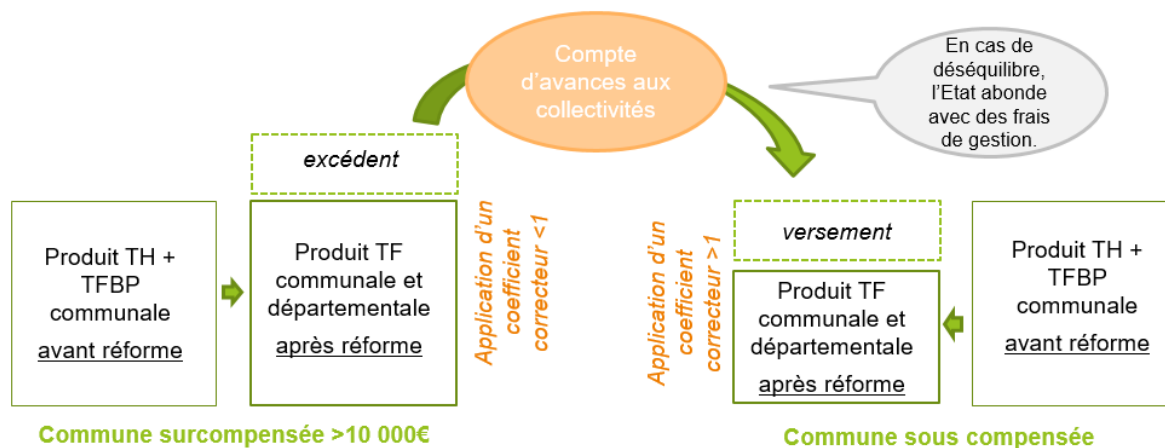 Compte
d'avances aux
collectivités
En cas de
déséquilibre,
l'Etat abonde
avec des frais
de gestion.
excédent
Produit TH +
TFBP
communale
avant réforme
Produit TF
communale et
départementale
après réforme
Application d'un
coefficient
correcteur <1
Application d'un
coefficient
correcteur >1
versement
Produit TF
communale et
départementale
après réforme
Produit TH +
TFBP
communale
avant réforme
Commune surcompensée >10 000€
Commune sous compensée